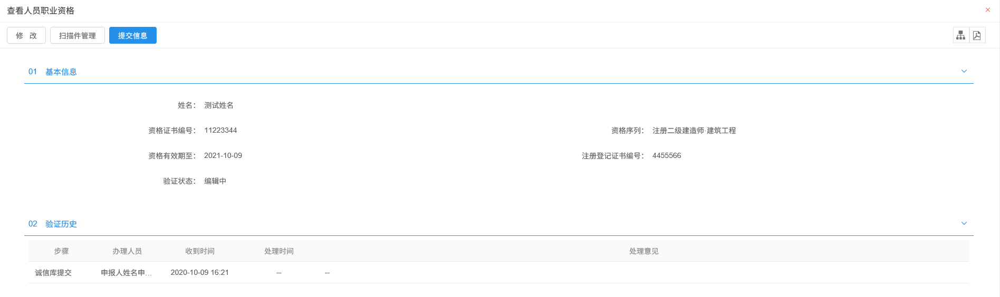 查看人员职业资格
修 改 扫描件管理 提交信息
01 基本信息
姓名： 测试姓名
资格证书编号： 11223344 资格序列： 注册二级建造师·建筑工程
资格有效期至： 2021-10-09 注册登记证书编号： 4455566
验证状态： 编辑中
02 验证历史
步骤 办理人员 收到时间 处理时间 处理意见
诚信库提交 申报人姓名申... 2020-10-09 16:21 -- --